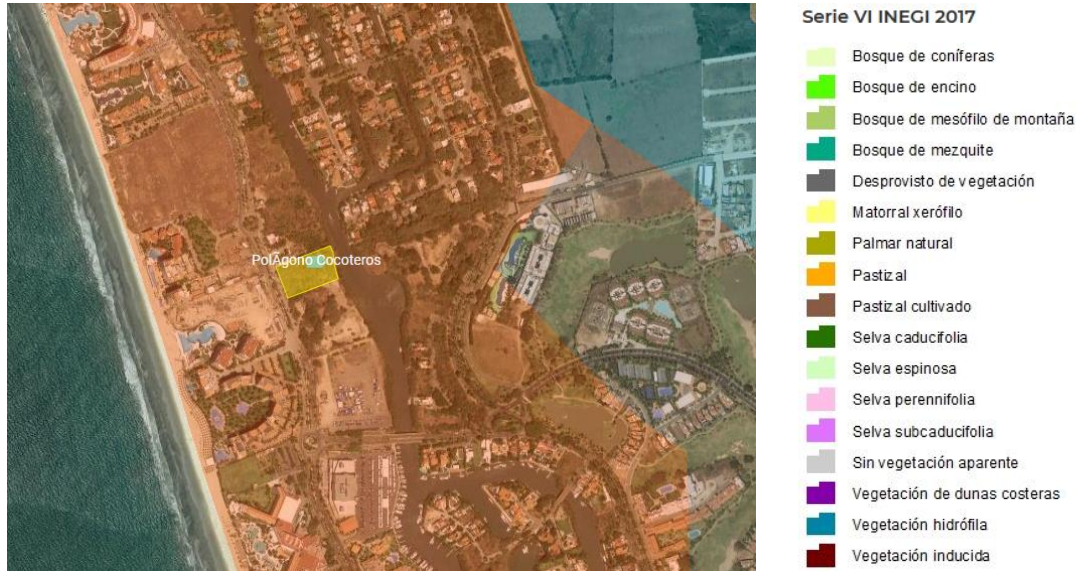 Serie VI INEGI 2017
Bosque de coníferas
Bosque de encino
Bosque de mesófilo de montaña
Bosque de mezquite
Desprovisto de vegetación
Matorral xerófilo
Palmar natural
Pastizal
Pastizal cultivado
Selva caducifolia
Selva espinosa
Selva perennifolia
Selva subcaducifolia
Sin vegetación aparente
Vegetación de dunas costeras
Vegetación hidrófila
Vegetación inducida
PolÁgono Cocoteros